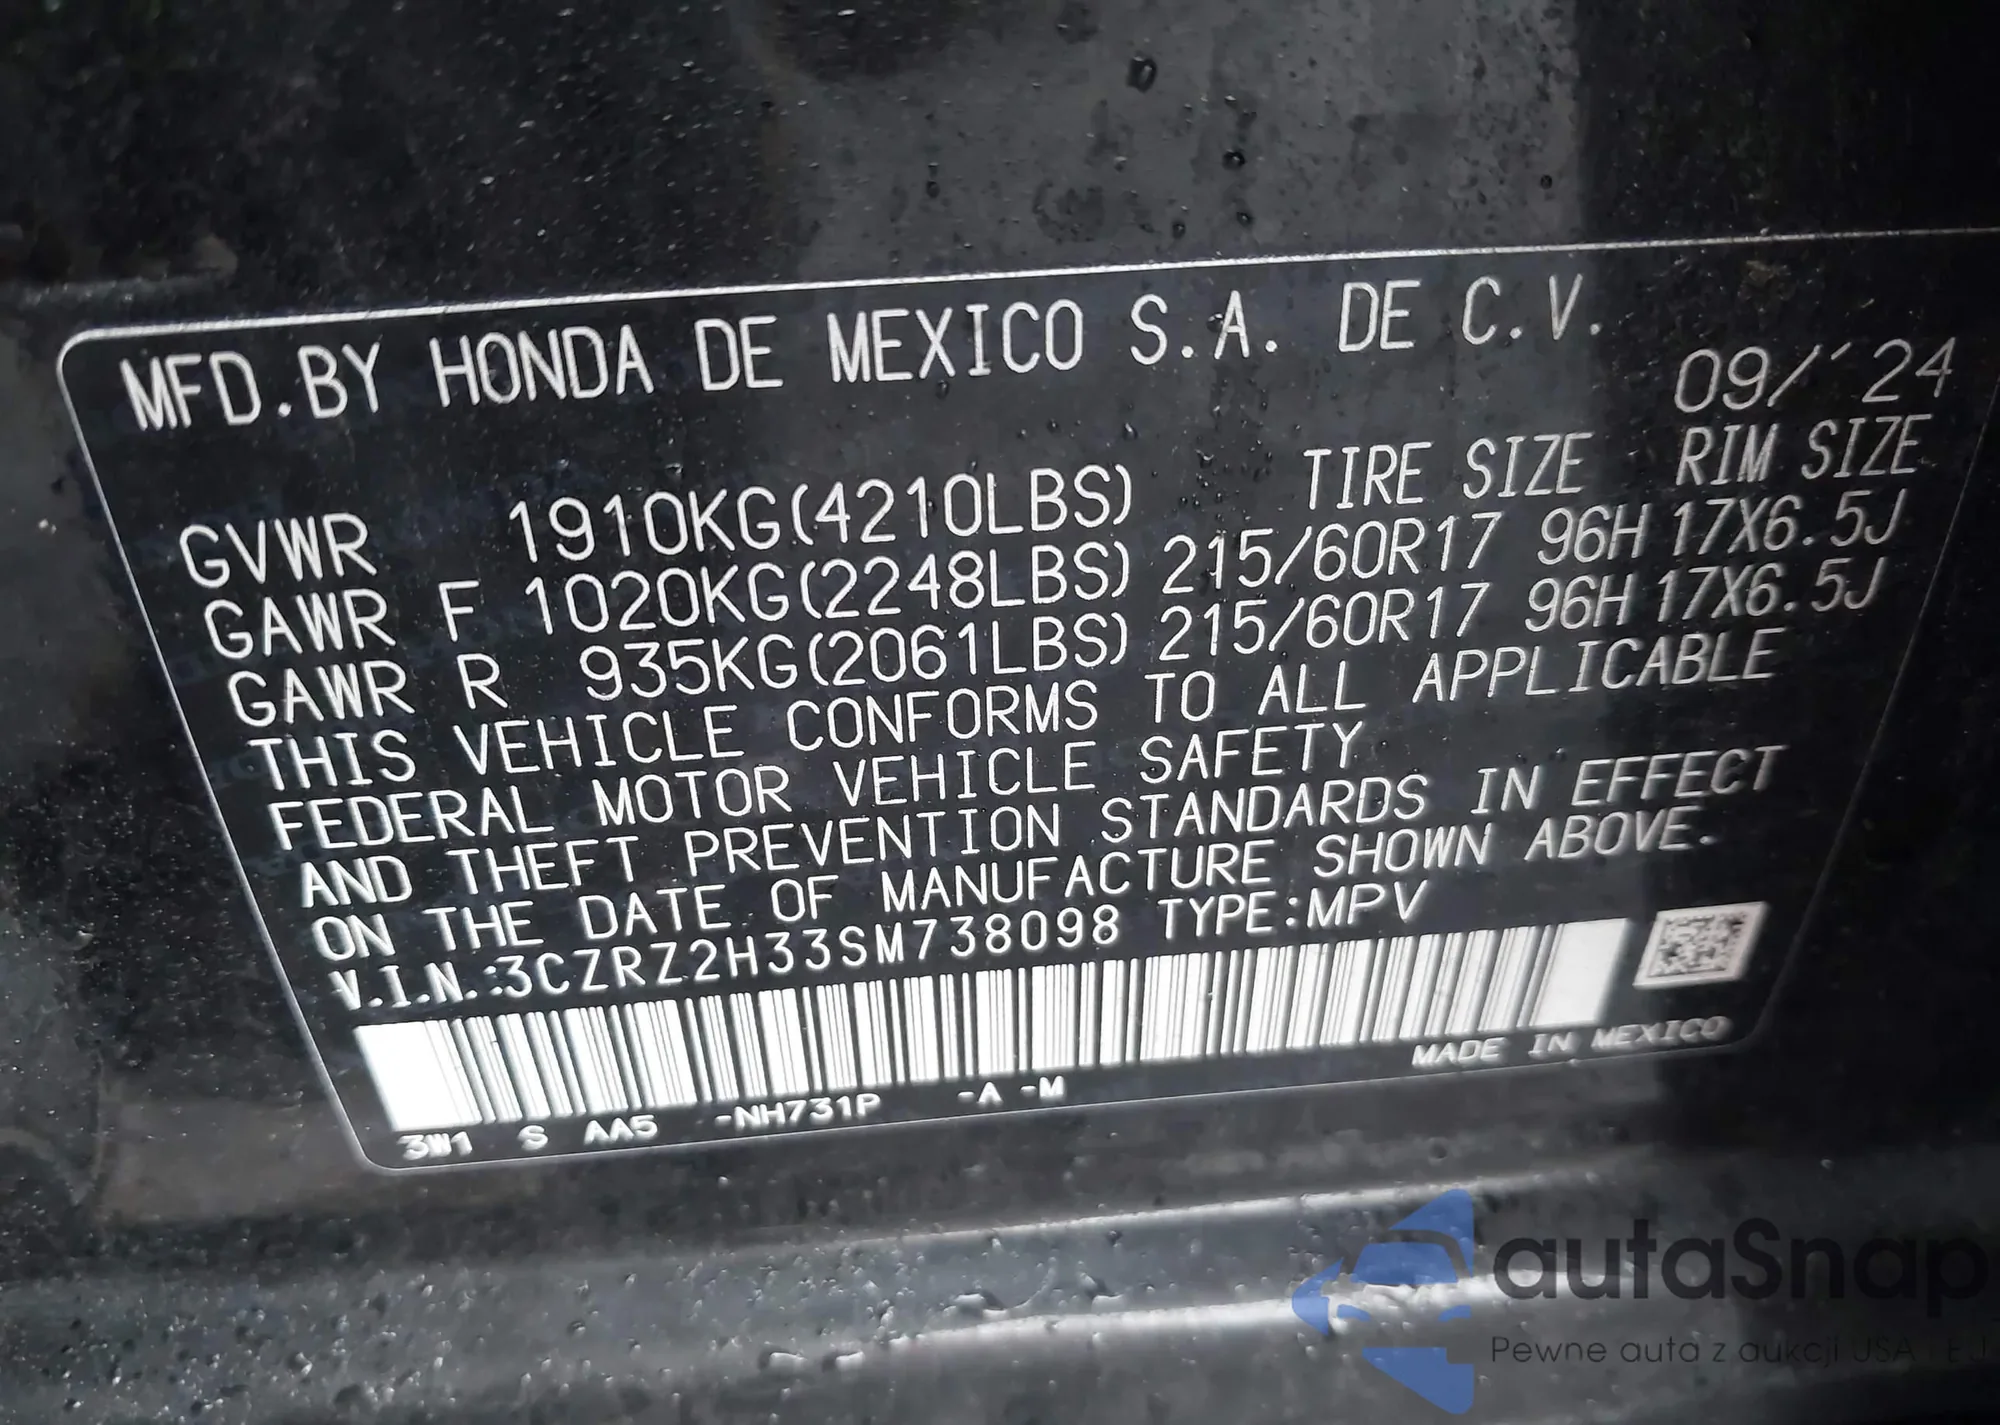 MFD.BY HONDA DE MEXICO S.A. DE C.V.
09/'24
TIRE SIZE RIM SIZE
GVWR 1910KG(4210LBS)
GAWR F 1020KG(2248LBS) 215/60R17 96H 17X6.5J
GAWR R 935KG(2061LBS) 215/60R17 96H 17X6.5J
THIS VEHICLE CONFORMS TO ALL APPLICABLE
FEDERAL MOTOR VEHICLE SAFETY
AND THEFT PREVENTION STANDARDS IN EFFECT
ON THE DATE OF MANUFACTURE SHOWN ABOVE.
V.I.N.:3CZRZ2H33SM738098 TYPE:MPV
MADE IN MEXICO
3W1 S AA5 -NH731P -A -M
autaSnap
Pewne auta z aukcji USA i EU